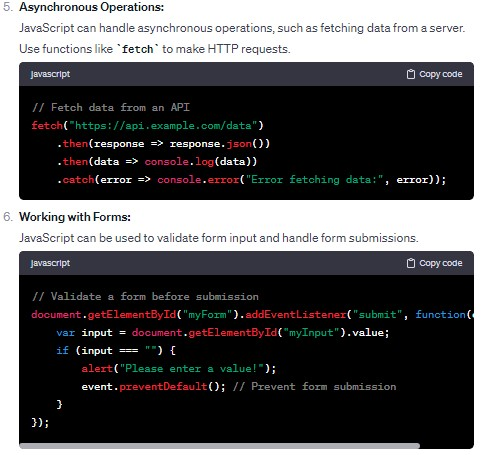 5. Asynchronous Operations:
JavaScript can handle asynchronous operations, such as fetching data from a server.
Use functions like `fetch` to make HTTP requests.
javascript Copy code
// Fetch data from an API
fetch("https://api.example.com/data")
    .then(response => response.json())
    .then(data => console.log(data))
    .catch(error => console.error("Error fetching data:", error));
6. Working with Forms:
JavaScript can be used to validate form input and handle form submissions.
javascript Copy code
// Validate a form before submission
document.getElementById("myForm").addEventListener("submit", function(
    var input = document.getElementById("myInput").value;
    if (input === "") {
        alert("Please enter a value!");
        event.preventDefault(); // Prevent form submission
    }
});